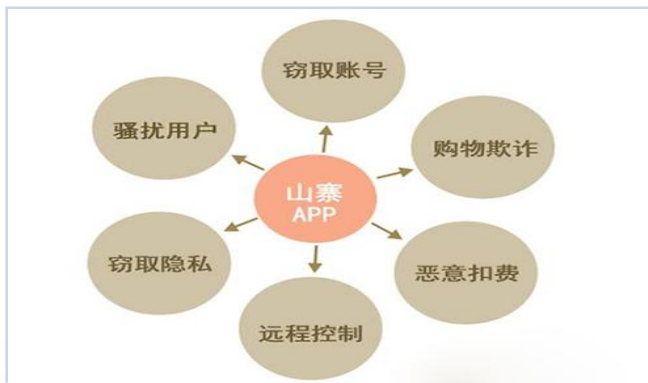 窃取账号
骚扰用户
购物欺诈
山寨
APP
窃取隐私
恶意扣费
远程控制